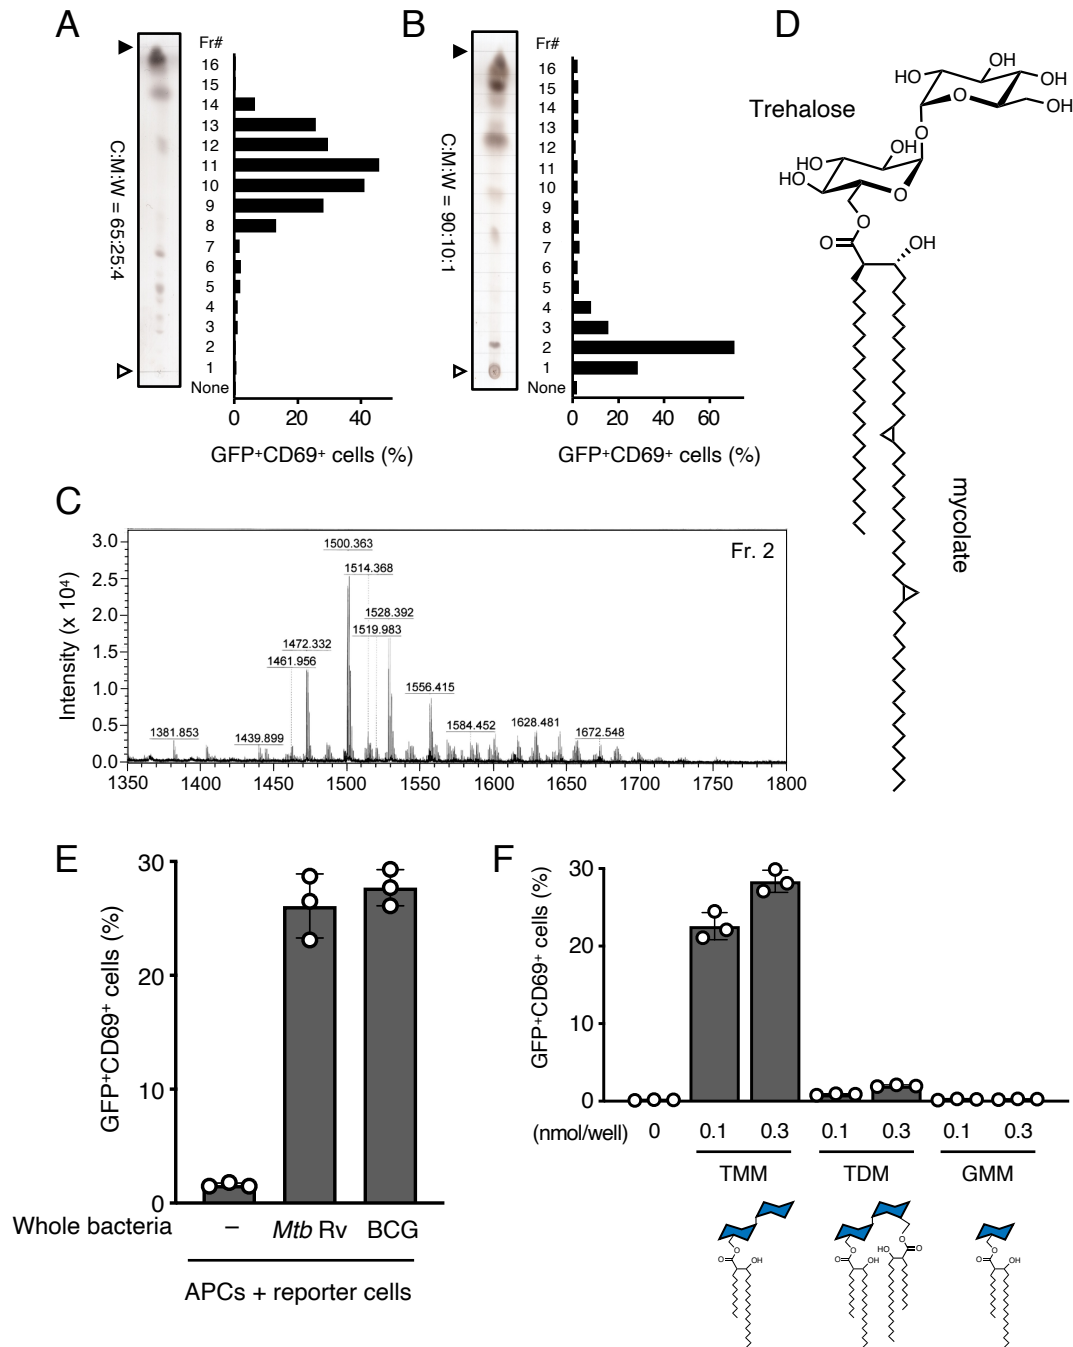 A
C:M:W = 65:25:4
Fr#
16
15
14
13
12
11
10
9
8
7
6
5
4
3
2
1
None
0
20
40
GFP⁺CD69⁺ cells (%)
B
C:M:W = 90:10:1
Fr#
16
15
14
13
12
11
10
9
8
7
6
5
4
3
2
1
None
0
20
40
60
GFP⁺CD69⁺ cells (%)
D
Trehalose
OH
HO
OH
O
OH
O
OH
HO
HO
O
O
O
OH
mycolate
C
Fr. 2
Intensity (x 10⁴)
3.0
2.5
2.0
1.5
1.0
0.5
0.0
1500.363
1514.368
1528.392
1519.983
1472.332
1461.956
1556.415
1584.452
1628.481
1672.548
1381.853
1439.899
1350
1400
1450
1500
1550
1600
1650
1700
1750
1800
E
GFP⁺CD69⁺ cells (%)
30
20
10
0
Whole bacteria – Mtb Rv BCG
APCs + reporter cells
F
GFP⁺CD69⁺ cells (%)
30
20
10
0
(nmol/well) 0 0.1 0.3 0.1 0.3 0.1 0.3
TMM TDM GMM
O
O
OH
O
O
OH
HO
O
O
O
O
OH